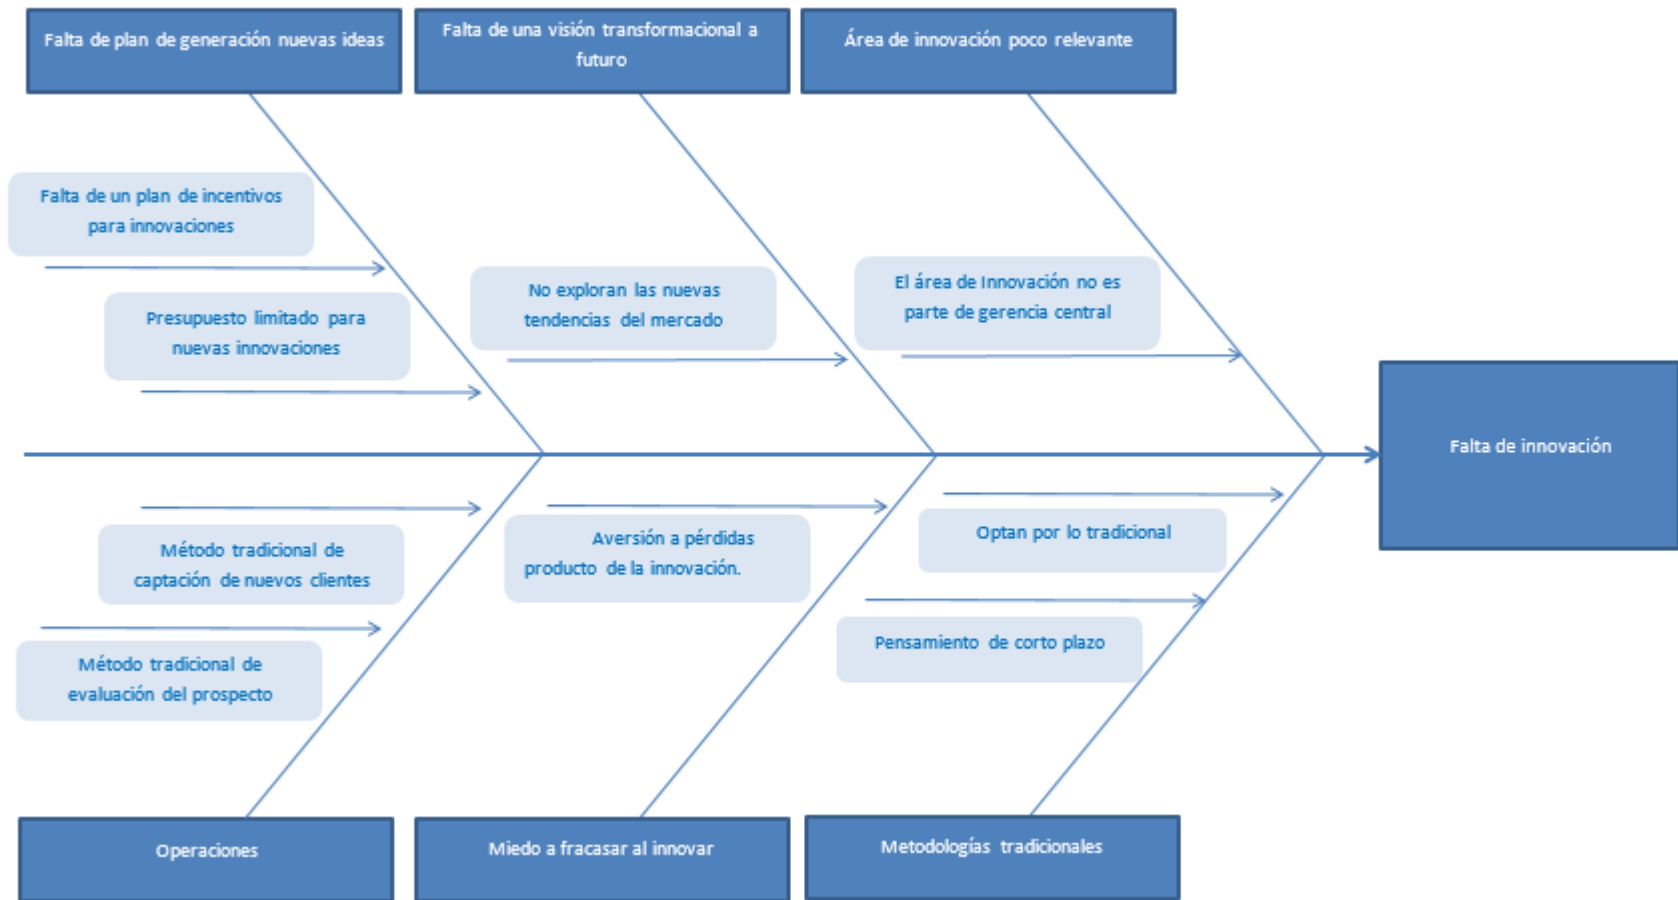 Falta de plan de generación nuevas ideas
Falta de una visión transformacional a
futuro
Área de innovación poco relevante
Falta de un plan de incentivos
para innovaciones
Presupuesto limitado para
nuevas innovaciones
No exploran las nuevas
tendencias del mercado
El área de Innovación no es
parte de gerencia central
Falta de innovación
Método tradicional de
captación de nuevos clientes
Método tradicional de
evaluación del prospecto
Aversión a pérdidas
producto de la innovación.
Optan por lo tradicional
Pensamiento de corto plazo
Operaciones
Miedo a fracasar al innovar
Metodologías tradicionales